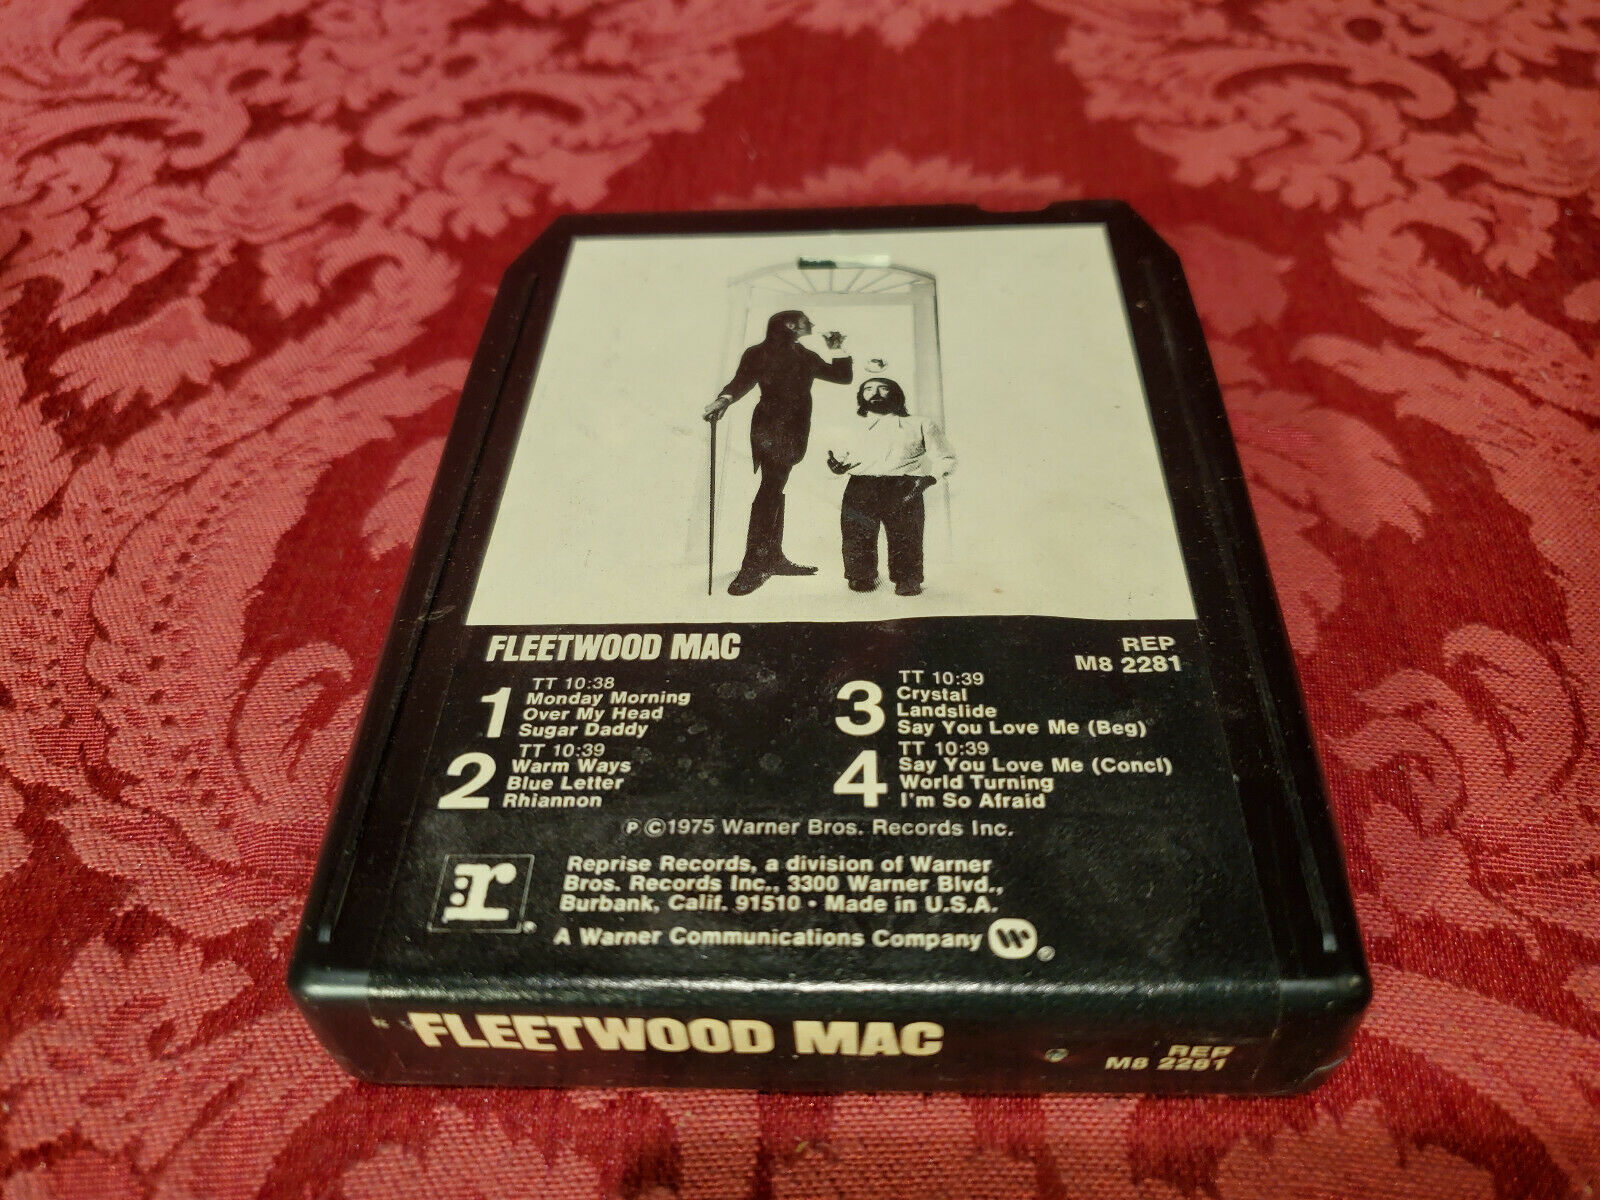 FLEETWOOD MAC
REP
M8 2281
1
TT 10:38
Monday Morning
Over My Head
Sugar Daddy
2
TT 10:39
Warm Ways
Blue Letter
Rhiannon
3
TT 10:39
Crystal
Landslide
Say You Love Me (Beg)
4
TT 10:39
Say You Love Me (Concl)
World Turning
I'm So Afraid
℗©1975 Warner Bros. Records Inc.
:r®
Reprise Records, a division of Warner
Bros. Records Inc., 3300 Warner Blvd.,
Burbank, Calif. 91510 • Made in U.S.A.
A Warner Communications Company W®
FLEETWOOD MAC
REP
M8 2281